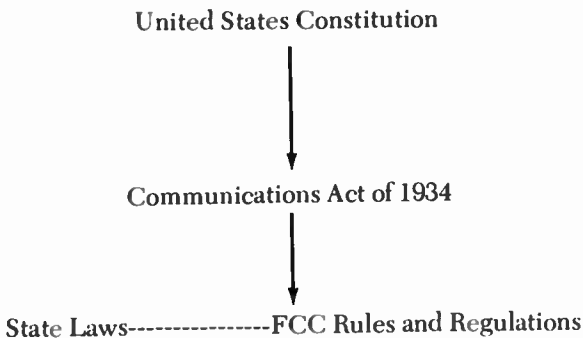 United States Constitution
Communications Act of 1934
State Laws----------------FCC Rules and Regulations